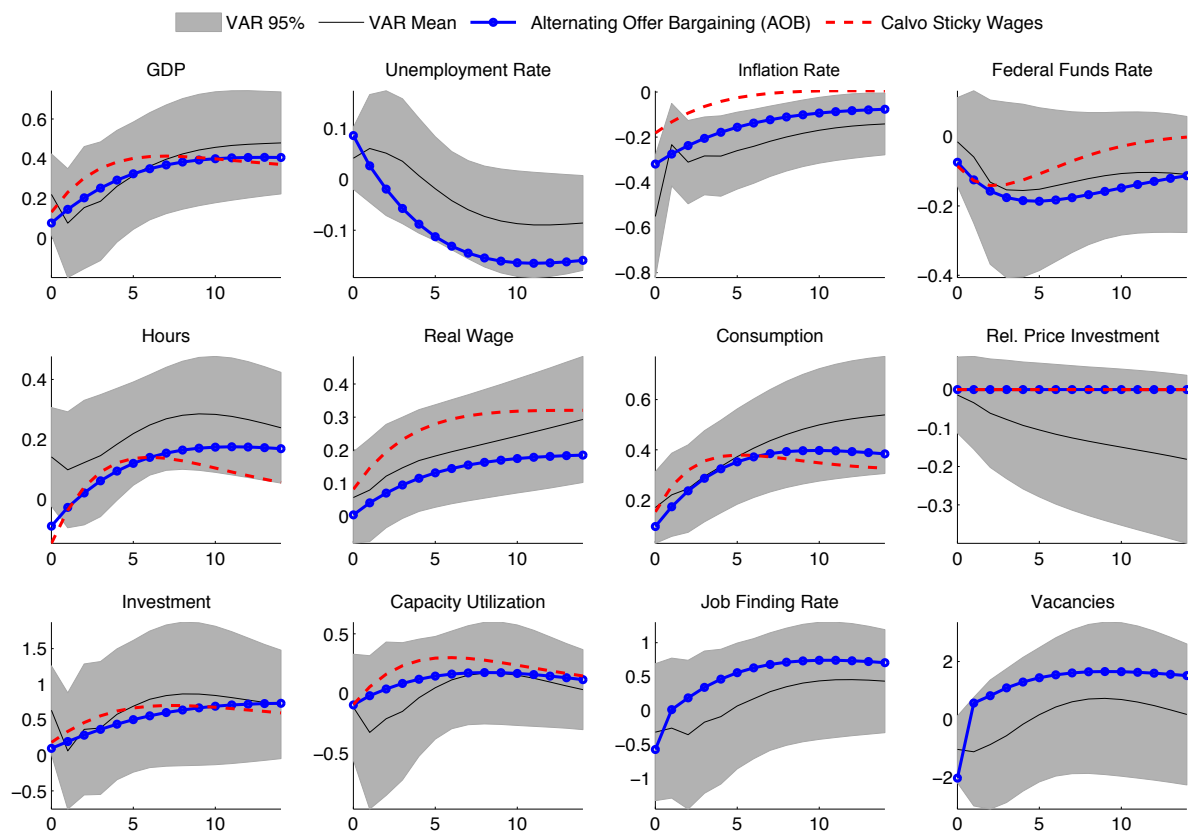 VAR 95% VAR Mean Alternating Offer Bargaining (AOB) Calvo Sticky Wages
GDP
0.6
0.4
0.2
0
0 5 10
Unemployment Rate
0.1
0
−0.1
0 5 10
Inflation Rate
0
−0.2
−0.4
−0.6
−0.8
0 5 10
Federal Funds Rate
0
−0.2
−0.4
0 5 10
Hours
0.4
0.2
0
0 5 10
Real Wage
0.4
0.3
0.2
0.1
0
0 5 10
Consumption
0.6
0.4
0.2
0 5 10
Rel. Price Investment
0
−0.1
−0.2
−0.3
0 5 10
Investment
1.5
1
0.5
0
−0.5
0 5 10
Capacity Utilization
0.5
0
−0.5
0 5 10
Job Finding Rate
1
0.5
0
−0.5
−1
0 5 10
Vacancies
2
0
−2
0 5 10